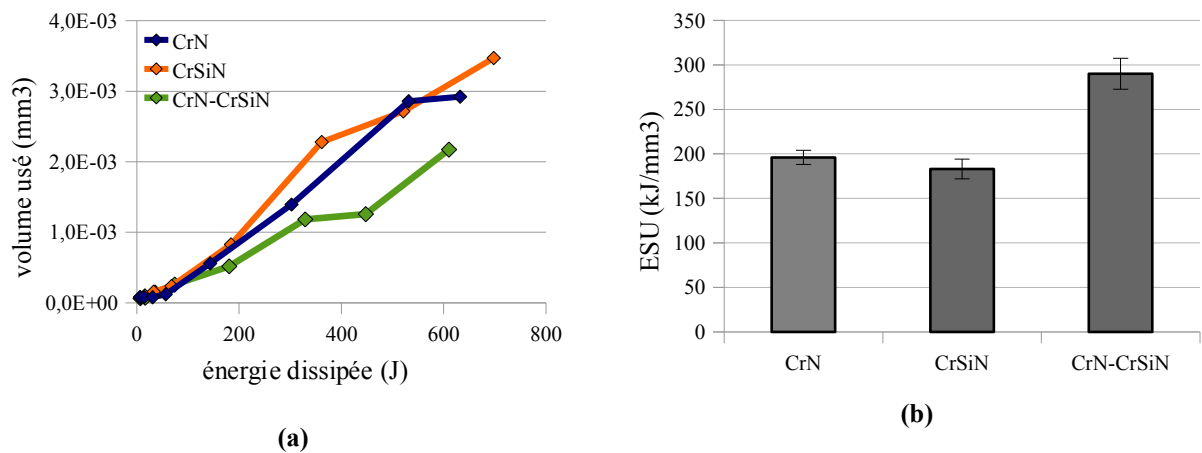 4,0E-03
3,0E-03
2,0E-03
1,0E-03
0,0E+00
volume usé (mm3)
CrN
CrSiN
CrN-CrSiN
0 200 400 600 800
énergie dissipée (J)
(a)
350
300
250
200
150
100
50
0
ESU (kJ/mm3)
CrN CrSiN CrN-CrSiN
(b)